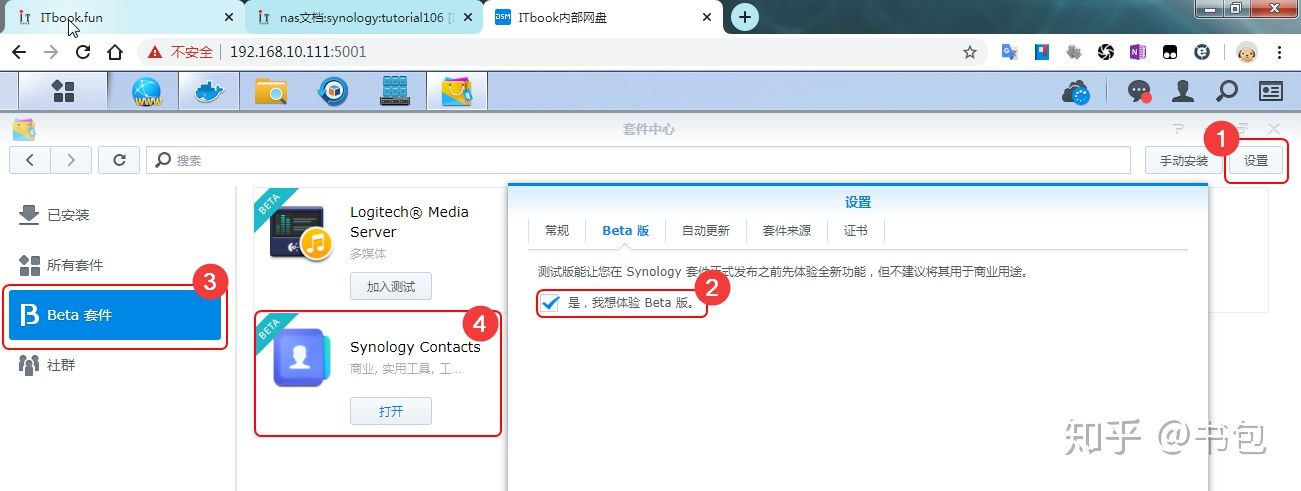 ITbook.fun
nas文档:synology:tutorial106 [I
DSM ITbook内部网盘
不安全 | 192.168.10.111:5001
套件中心
搜索
手动安装
设置
1
已安装
所有套件
Beta 套件
3
社群
BETA
Logitech® Media
Server
多媒体
加入测试
BETA
Synology Contacts
商业, 实用工具, 工...
打开
4
设置
常规
Beta 版
自动更新
套件来源
证书
测试版能让您在 Synology 套件正式发布之前先体验全新功能，但不建议将其用于商业用途。
是，我想体验 Beta 版。
2
知乎 @书包